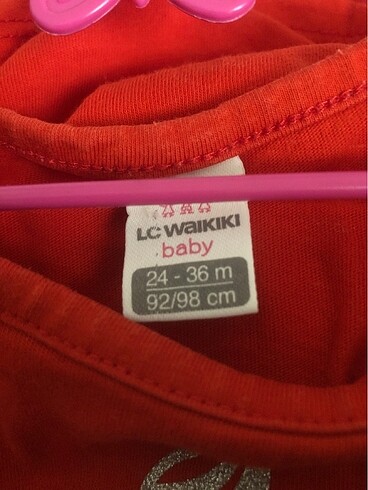 LC WAIKIKI
baby
24 - 36 m
92/98 cm